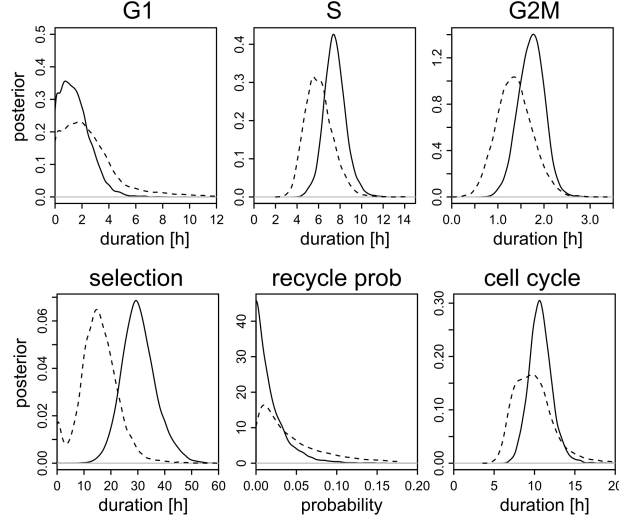 G1 S G2M
posterior
0.0 0.1 0.2 0.3 0.4 0.5
0 2 4 6 8 10 12
duration [h]
0.0 0.1 0.2 0.3 0.4
0 2 4 6 8 10 12 14
duration [h]
0.0 0.4 0.8 1.2
0.0 1.0 2.0 3.0
duration [h]
selection recycle prob cell cycle
posterior
0.00 0.02 0.04 0.06
0 10 20 30 40 50 60
duration [h]
0 10 20 30 40
0.00 0.05 0.10 0.15 0.20
probability
0.00 0.10 0.20 0.30
0 5 10 15 20
duration [h]